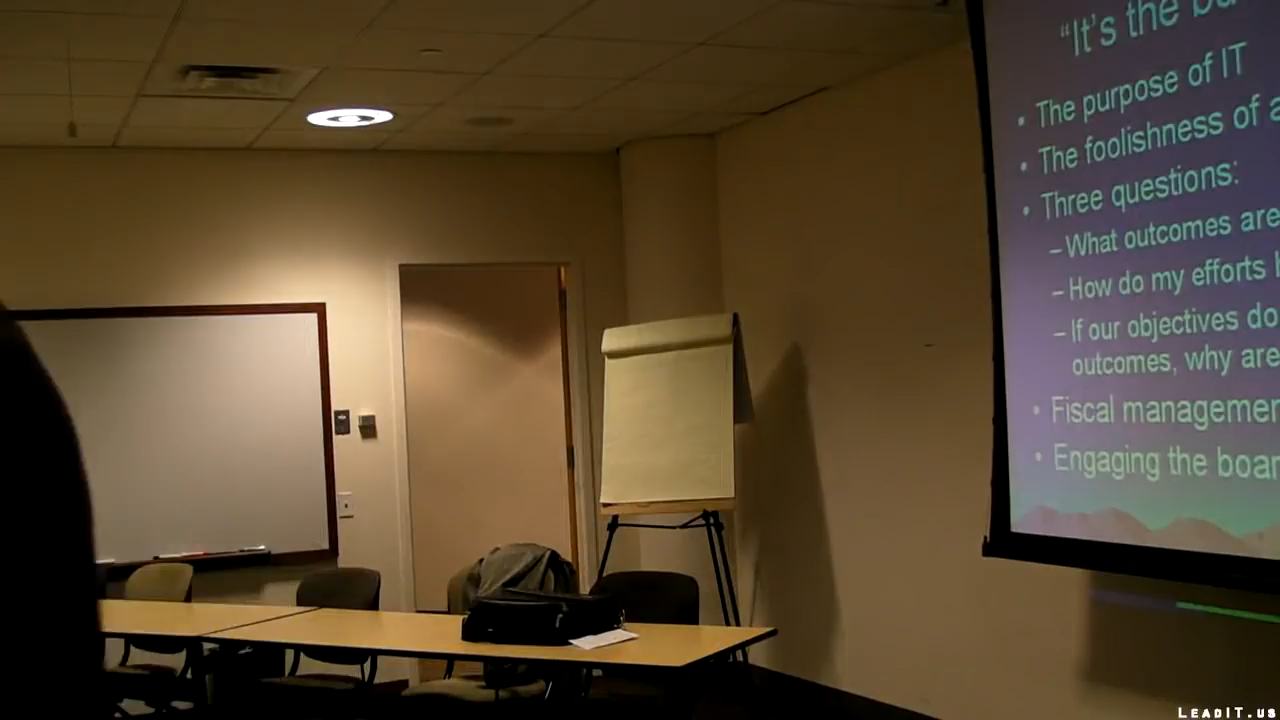 "It's the bu
• The purpose of IT
• The foolishness of a
• Three questions:
– What outcomes are
– How do my efforts h
– If our objectives do
outcomes, why are
• Fiscal managemen
• Engaging the boar
LEADIT.US